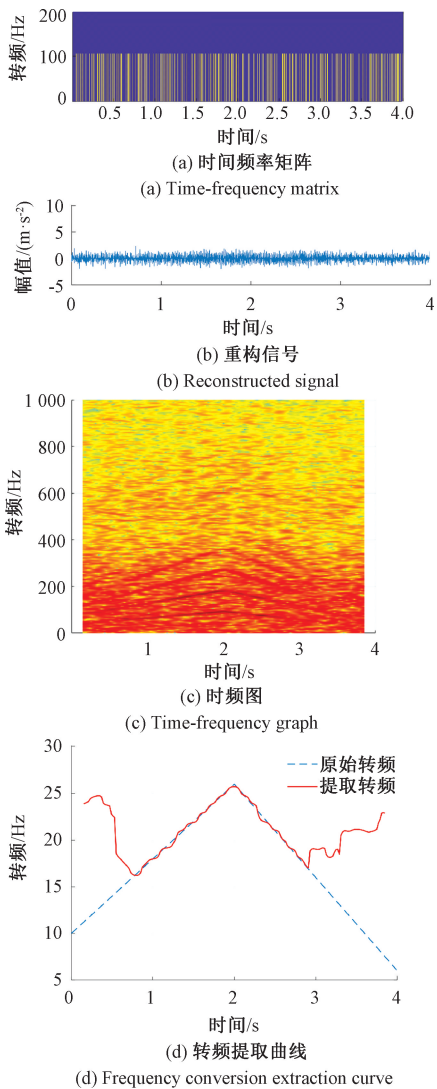 200
100
0
转频/Hz
0.5 1.0 1.5 2.0 2.5 3.0 3.5 4.0
时间/s
(a) 时间频率矩阵
(a) Time-frequency matrix
10
5
0
-5
幅值/(m·s⁻²)
0 1 2 3 4
时间/s
(b) 重构信号
(b) Reconstructed signal
1 000
800
600
400
200
0
转频/Hz
1 2 3 4
时间/s
(c) 时频图
(c) Time-frequency graph
30
25
20
15
10
5
转频/Hz
原始转频
提取转频
0 1 2 3 4
时间/s
(d) 转频提取曲线
(d) Frequency conversion extraction curve